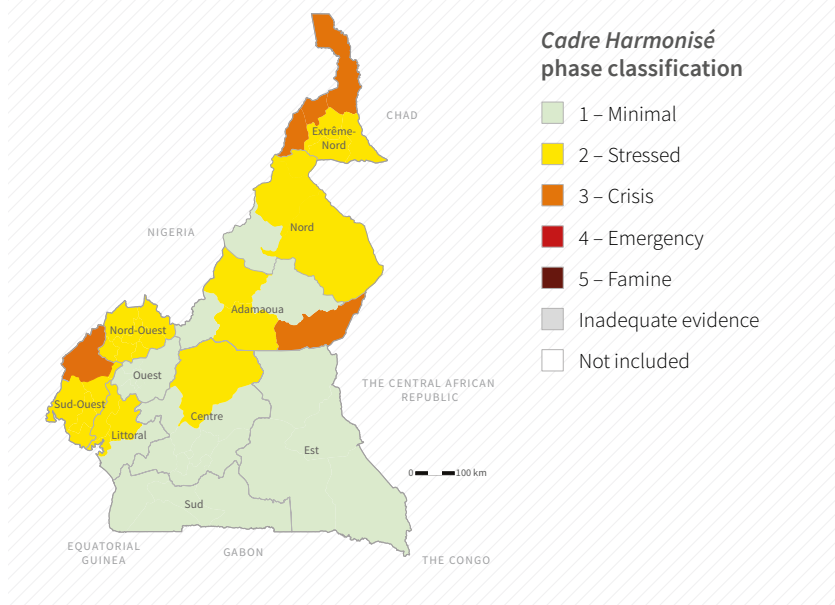 Cadre Harmonisé
phase classification
1 – Minimal
2 – Stressed
3 – Crisis
4 – Emergency
5 – Famine
Inadequate evidence
Not included
CHAD
Extrême-
Nord
Nord
NIGERIA
Adamaoua
Nord-Ouest
Ouest
THE CENTRAL AFRICAN
REPUBLIC
Sud-Ouest
Centre
Littoral
Est
0 100 km
Sud
EQUATORIAL
GUINEA
GABON
THE CONGO